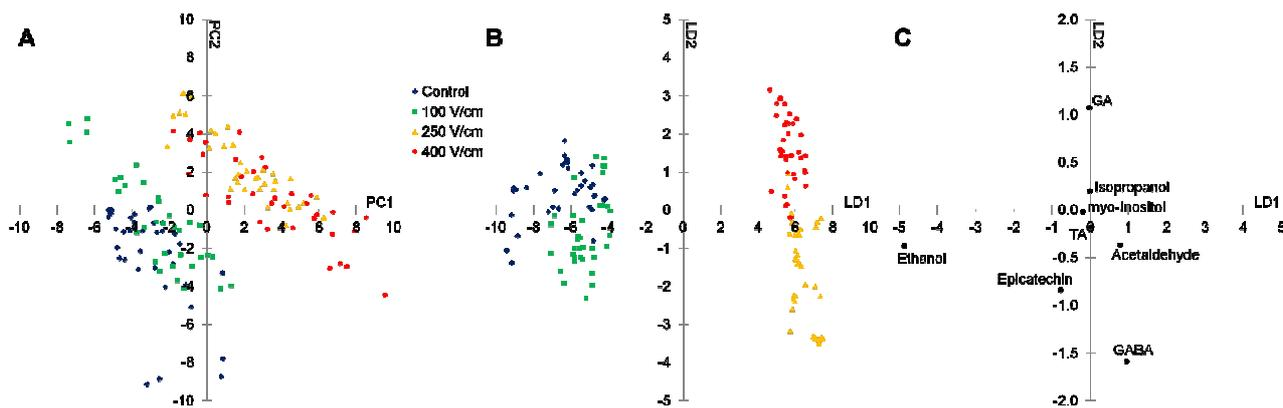 A
PC2
10
8
6
4
2
0
-2
-4
-6
-8
-10
-10 -8 -6 -4 -2 0 2 4 6 8 10
PC1
Control
100 V/cm
250 V/cm
400 V/cm
B
LD2
5
4
3
2
1
0
-1
-2
-3
-4
-5
-10 -8 -6 -4 -2 0 2 4 6 8 10
LD1
C
LD2
2.0
1.5
1.0
0.5
0.0
-0.5
-1.0
-1.5
-2.0
-5 -4 -3 -2 -1 0 1 2 3 4 5
LD1
GA
Isopropanol
myo-Inositol
TA
Acetaldehyde
Ethanol
Epicatechin
GABA